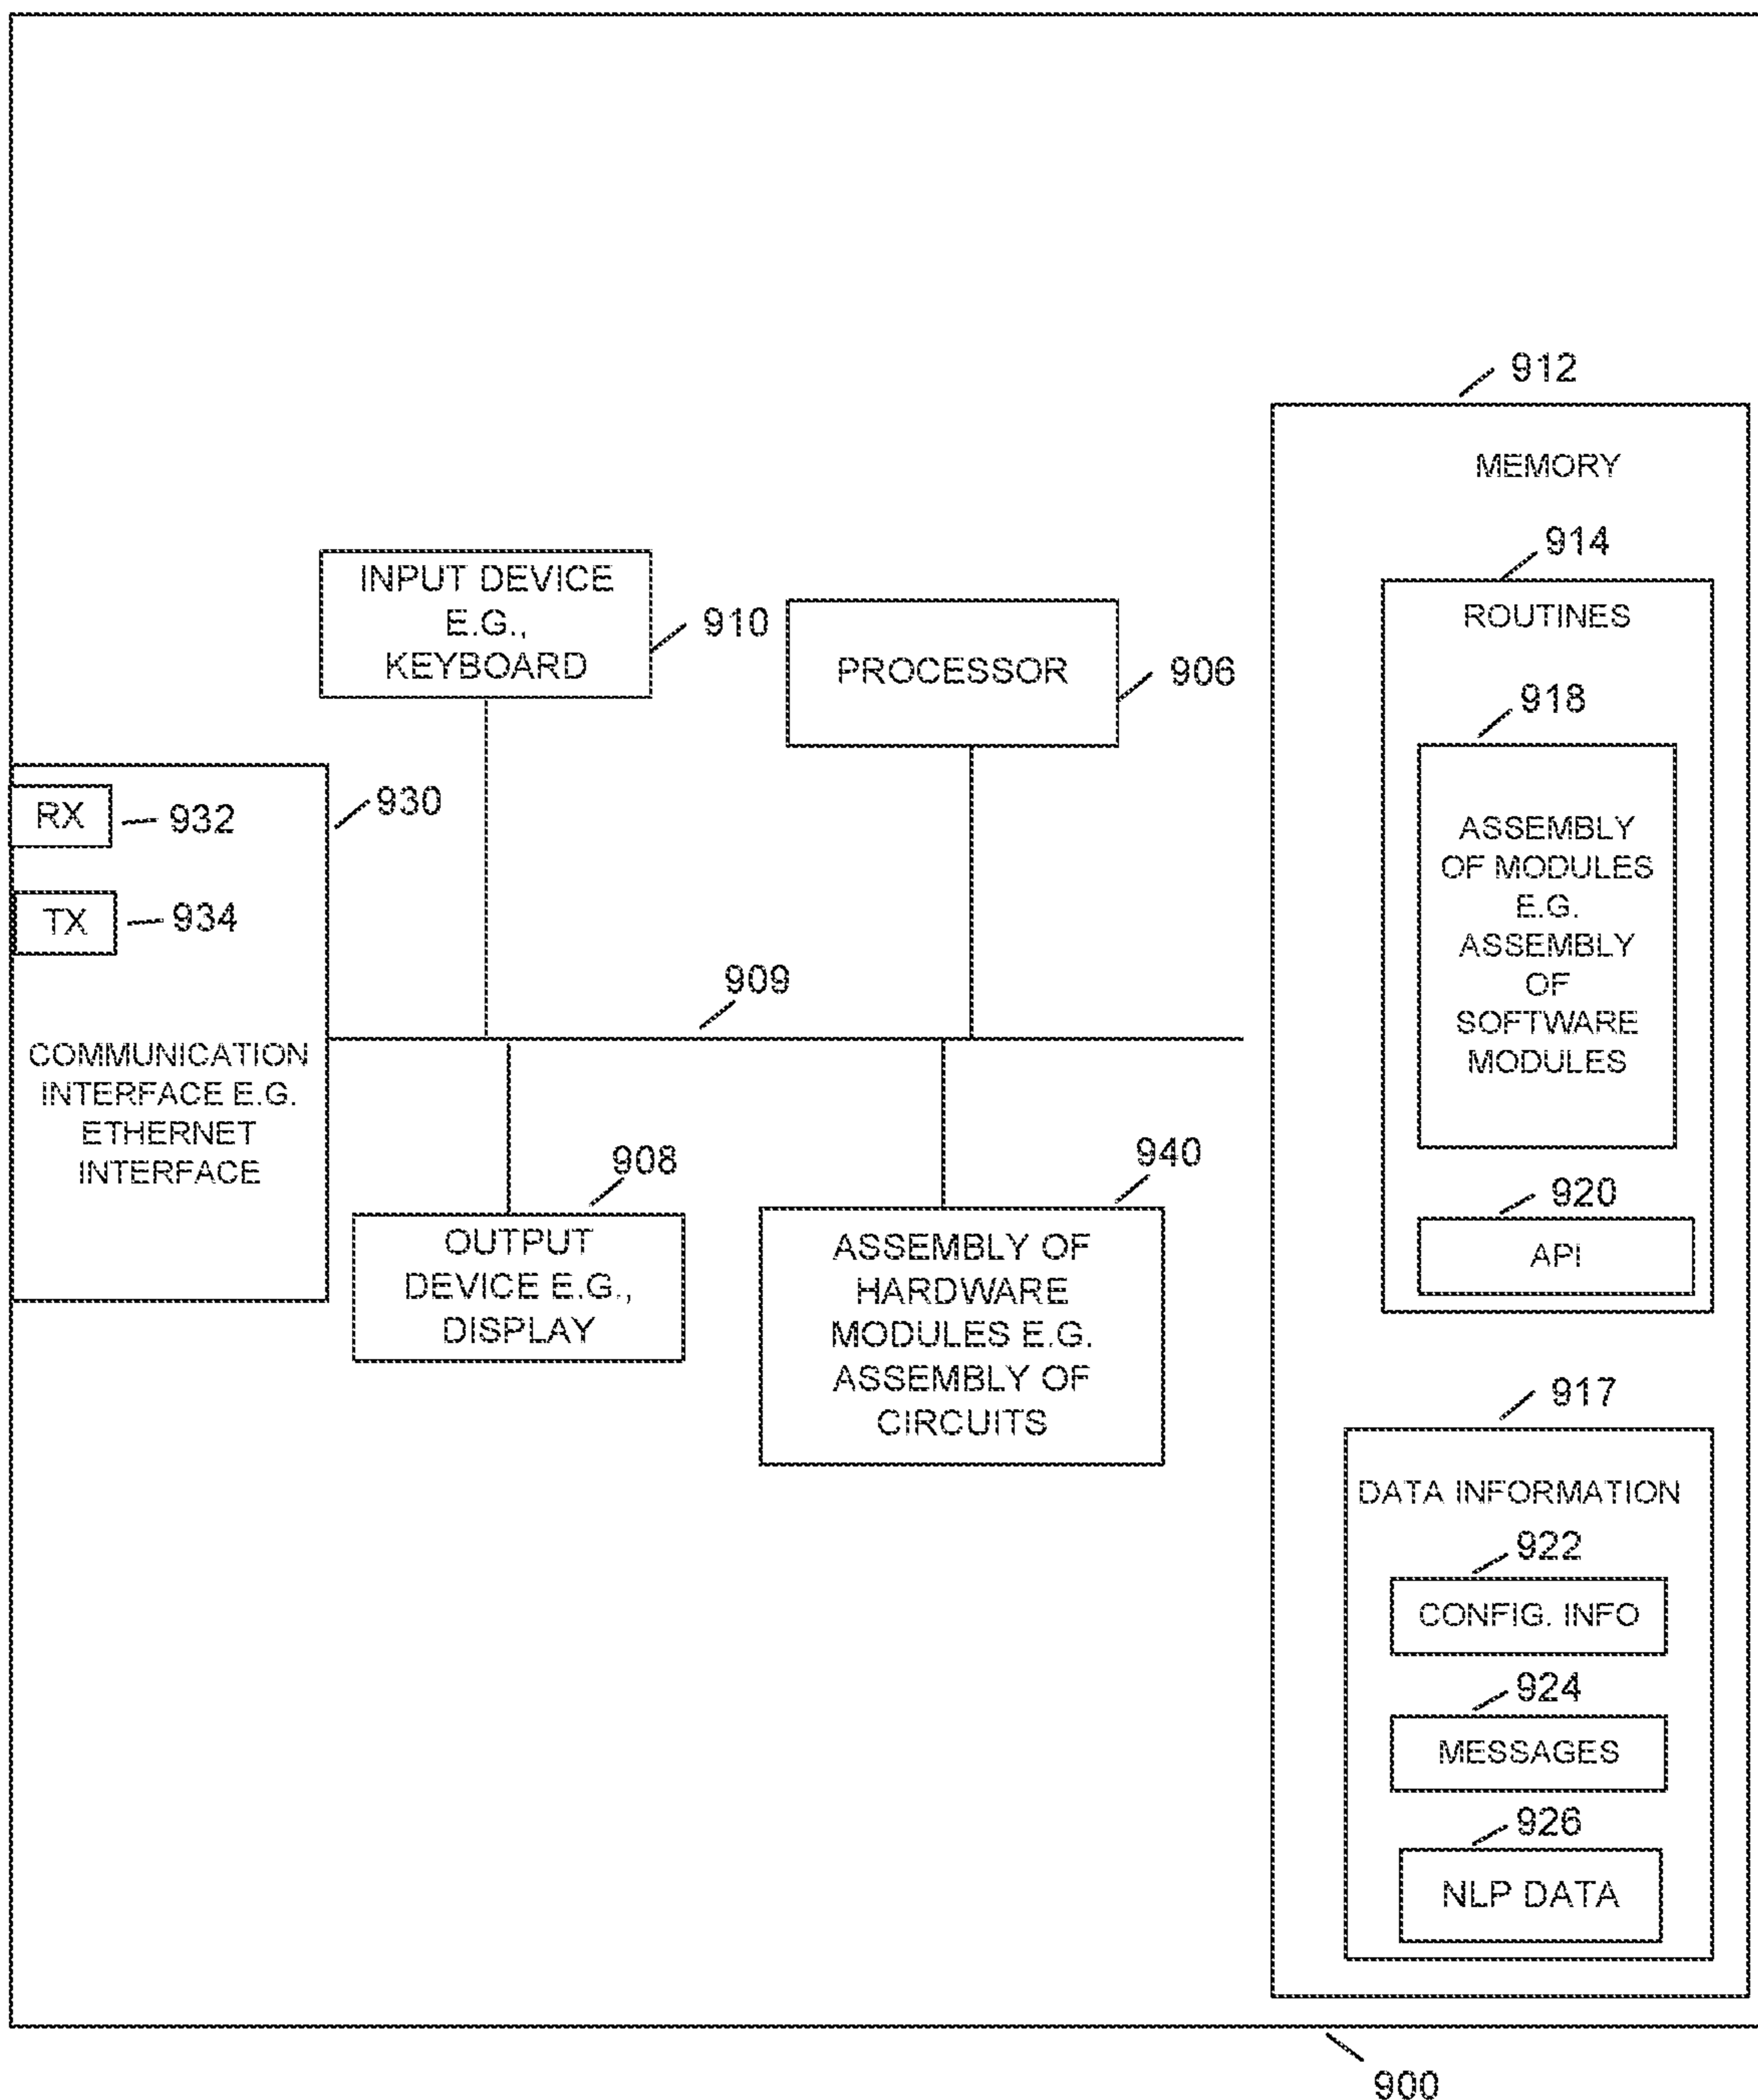 912
MEMORY
914
ROUTINES
918
ASSEMBLY
OF MODULES
E.G.
ASSEMBLY
OF
SOFTWARE
MODULES
920
API
917
DATA INFORMATION
922
CONFIG. INFO
924
MESSAGES
926
NLP DATA
INPUT DEVICE
E.G.,
KEYBOARD
910
PROCESSOR
906
RX
932
930
TX
934
COMMUNICATION
INTERFACE E.G.
ETHERNET
INTERFACE
909
908
OUTPUT
DEVICE E.G.,
DISPLAY
940
ASSEMBLY OF
HARDWARE
MODULES E.G.
ASSEMBLY OF
CIRCUITS
900